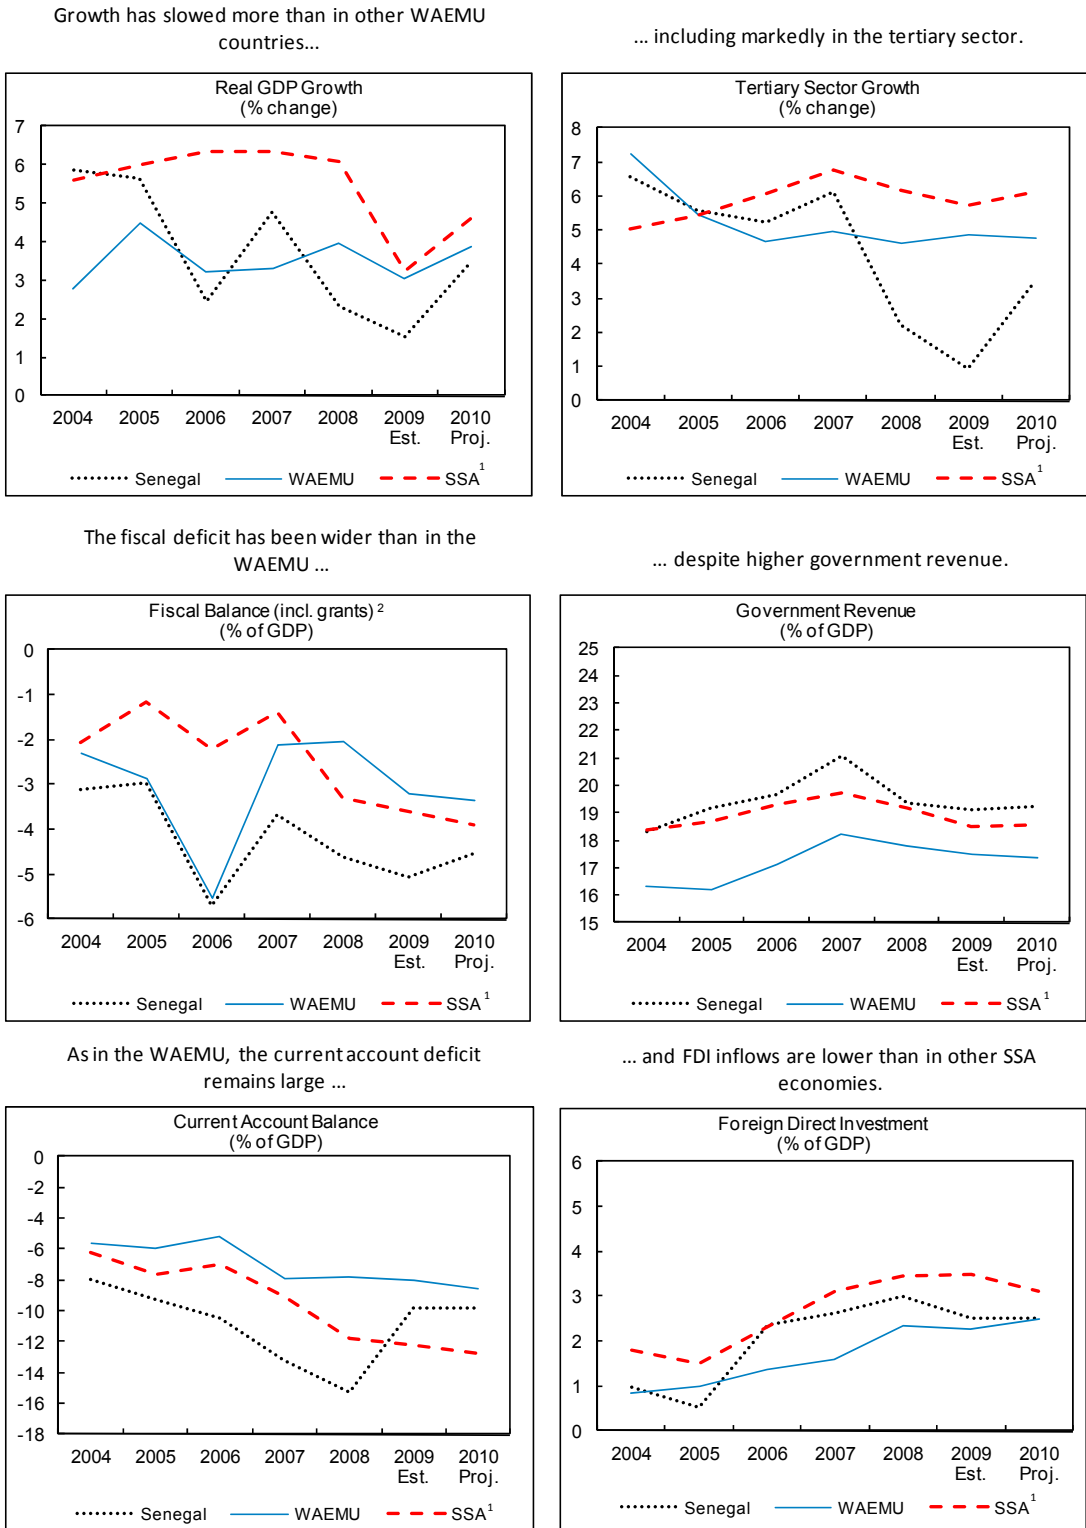 Growth has slowed more than in other WAEMU
countries...
... including markedly in the tertiary sector.
Real GDP Growth
(% change)
7
6
5
4
3
2
1
0
2004 2005 2006 2007 2008 2009 2010
Est. Proj.
Senegal WAEMU SSA1
Tertiary Sector Growth
(% change)
8
7
6
5
4
3
2
1
0
2004 2005 2006 2007 2008 2009 2010
Est. Proj.
Senegal WAEMU SSA1
The fiscal deficit has been wider than in the
WAEMU ...
... despite higher government revenue.
Fiscal Balance (incl. grants) 2
(% of GDP)
0
-1
-2
-3
-4
-5
-6
2004 2005 2006 2007 2008 2009 2010
Est. Proj.
Senegal WAEMU SSA1
Government Revenue
(% of GDP)
25
24
23
22
21
20
19
18
17
16
15
2004 2005 2006 2007 2008 2009 2010
Est. Proj.
Senegal WAEMU SSA1
As in the WAEMU, the current account deficit
remains large ...
... and FDI inflows are lower than in other SSA
economies.
Current Account Balance
(% of GDP)
0
-2
-4
-6
-8
-10
-12
-14
-16
-18
2004 2005 2006 2007 2008 2009 2010
Est. Proj.
Senegal WAEMU SSA1
Foreign Direct Investment
(% of GDP)
6
5
4
3
2
1
0
2004 2005 2006 2007 2008 2009 2010
Est. Proj.
Senegal WAEMU SSA1